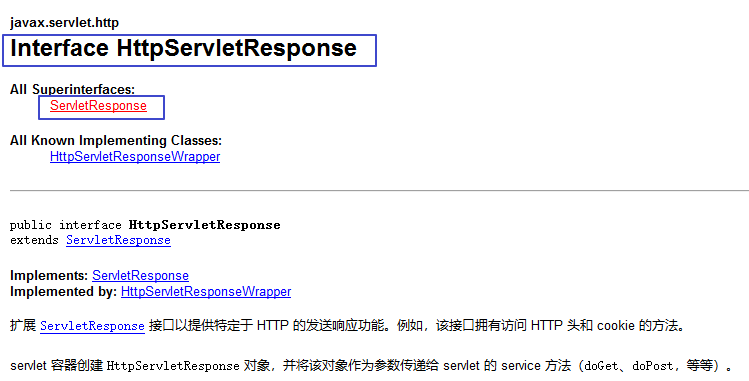 javax.servlet.http
Interface HttpServletResponse
All Superinterfaces:
ServletResponse
All Known Implementing Classes:
HttpServletResponseWrapper
public interface HttpServletResponse
extends ServletResponse
Implements: ServletResponse
Implemented by: HttpServletResponseWrapper
扩展 ServletResponse 接口以提供特定于 HTTP 的发送响应功能。例如，该接口拥有访问 HTTP 头和 cookie 的方法。
servlet 容器创建 HttpServletResponse 对象，并将该对象作为参数传递给 servlet 的 service 方法（doGet、doPost，等等）。